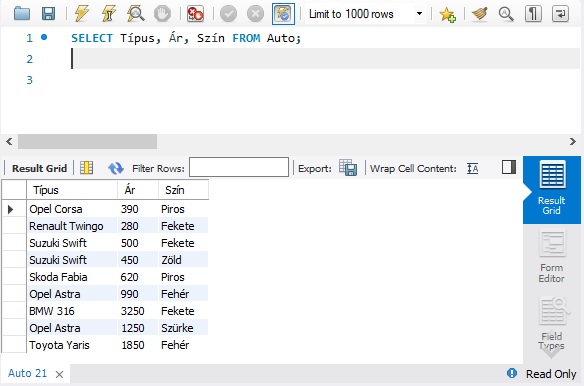 Limit to 1000 rows
1 SELECT Típus, Ár, Szín FROM Auto;
2
3
Result Grid Filter Rows: Export: Wrap Cell Content: IA
Típus Ár Szín
Opel Corsa 390 Piros
Renault Twingo 280 Fekete
Suzuki Swift 500 Fekete
Suzuki Swift 450 Zöld
Skoda Fabia 620 Piros
Opel Astra 990 Fehér
BMW 316 3250 Fekete
Opel Astra 1250 Szürke
Toyota Yaris 1850 Fehér
Result
Grid
Form
Editor
Field
Types
Auto 21 Read Only